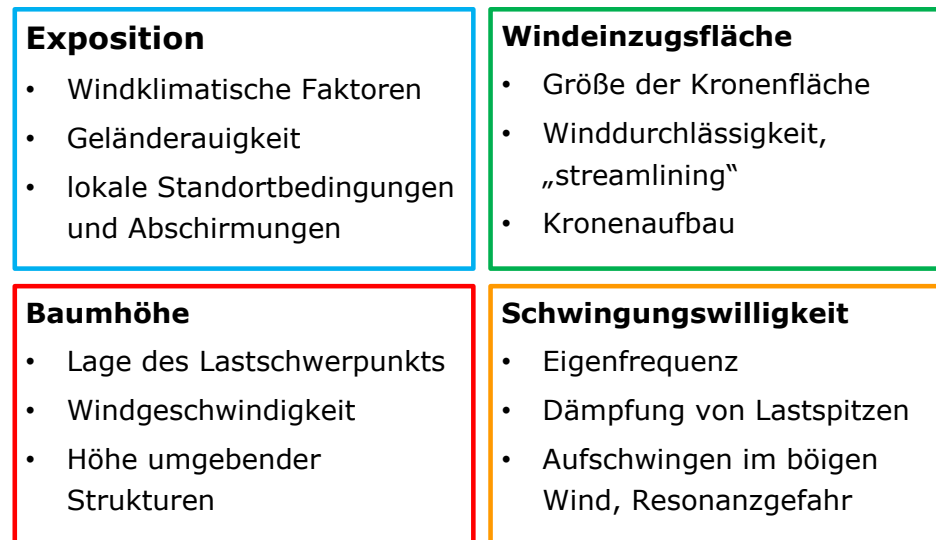 Exposition
• Windklimatische Faktoren
• Geländerauigkeit
• lokale Standortbedingungen
und Abschirmungen
Windeinzugsfläche
• Größe der Kronenfläche
• Winddurchlässigkeit,
„streamlining“
• Kronenaufbau
Baumhöhe
• Lage des Lastschwerpunkts
• Windgeschwindigkeit
• Höhe umgebender
Strukturen
Schwingungswilligkeit
• Eigenfrequenz
• Dämpfung von Lastspitzen
• Aufschwingen im böigen
Wind, Resonanzgefahr